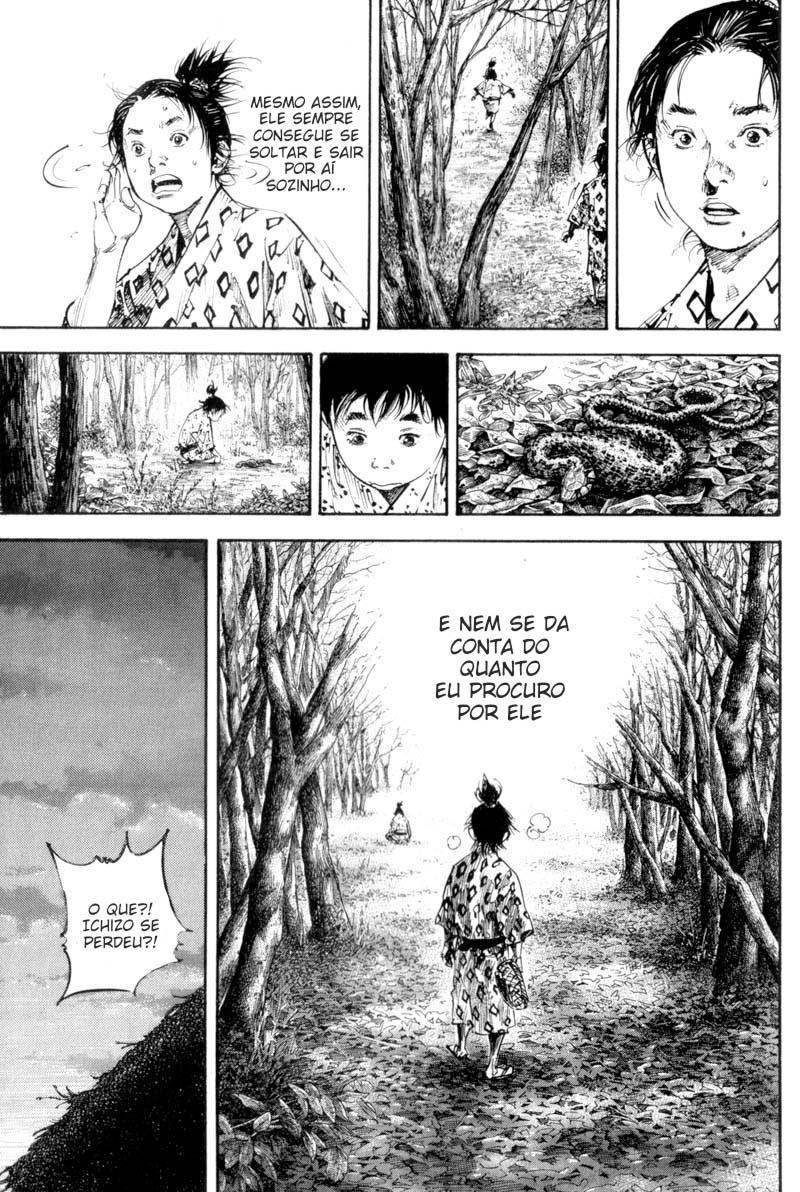 MESMO ASSIM,
ELE SEMPRE
CONSEGUE SE
SOLTAR E SAIR
POR AÍ
SOZINHO...
E NEM SE DA
CONTA DO
QUANTO
EU PROCURO
POR ELE
O QUE?!
ICHIZO SE
PERDEU?!